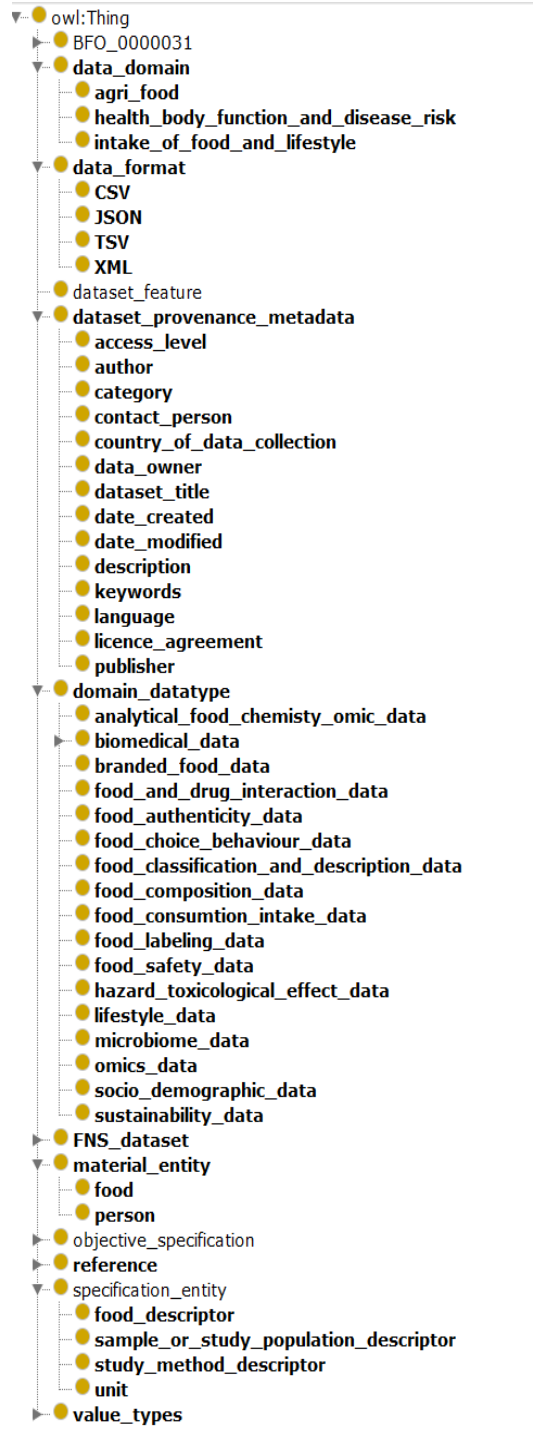 owl:Thing
BFO_0000031
data_domain
agri_food
health_body_function_and_disease_risk
intake_of_food_and_lifestyle
data_format
CSV
JSON
TSV
XML
dataset_feature
dataset_provenance_metadata
access_level
author
category
contact_person
country_of_data_collection
data_owner
dataset_title
date_created
date_modified
description
keywords
language
licence_agreement
publisher
domain_datatype
analytical_food_chemisty_omic_data
biomedical_data
branded_food_data
food_and_drug_interaction_data
food_authenticity_data
food_choice_behaviour_data
food_classification_and_description_data
food_composition_data
food_consumtion_intake_data
food_labeling_data
food_safety_data
hazard_toxicological_effect_data
lifestyle_data
microbiome_data
omics_data
socio_demographic_data
sustainability_data
FNS_dataset
material_entity
food
person
objective_specification
reference
specification_entity
food_descriptor
sample_or_study_population_descriptor
study_method_descriptor
unit
value_types